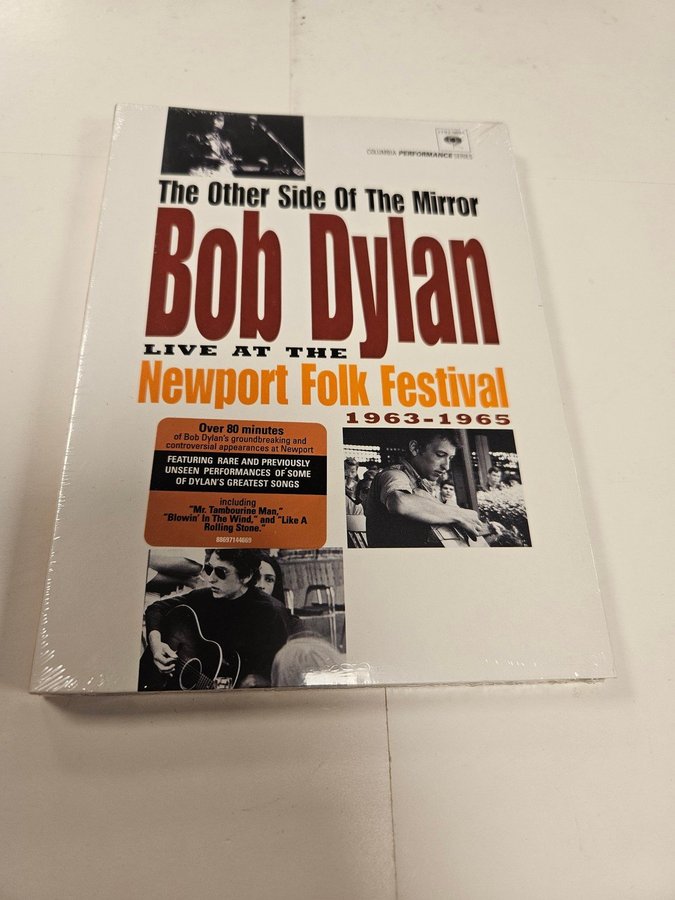 COLUMBIA PERFORMANCE SERIES
The Other Side Of The Mirror
Bob Dylan
LIVE AT THE
Newport Folk Festival
1963-1965
Over 80 minutes
of Bob Dylan's groundbreaking and
controversial appearances at Newport
FEATURING RARE AND PREVIOUSLY
UNSEEN PERFORMANCES OF SOME
OF DYLAN'S GREATEST SONGS
including
"Mr. Tambourine Man,"
"Blowin' In The Wind," and "Like A
Rolling Stone."
88697144669